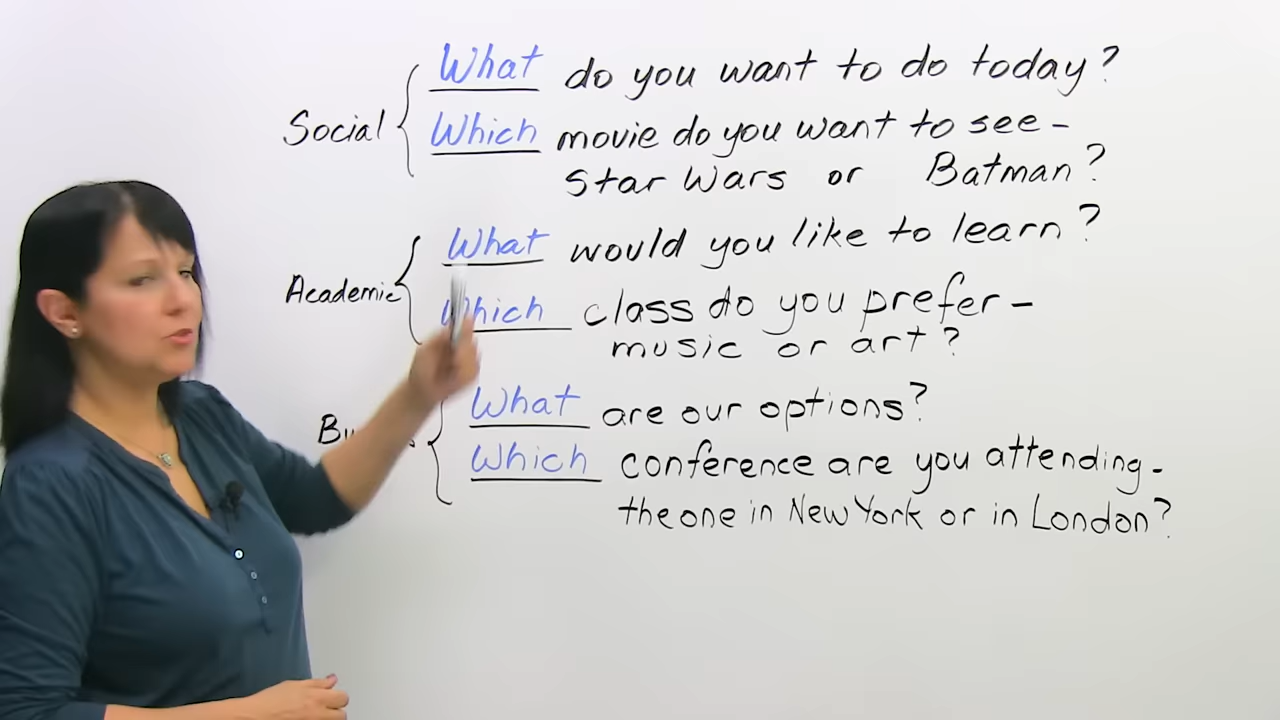 Social What do you want to do today?
Which movie do you want to see -
Star Wars or Batman?
Academic What would you like to learn?
Which class do you prefer -
music or art?
What are our options?
Which conference are you attending -
the one in New York or in London?